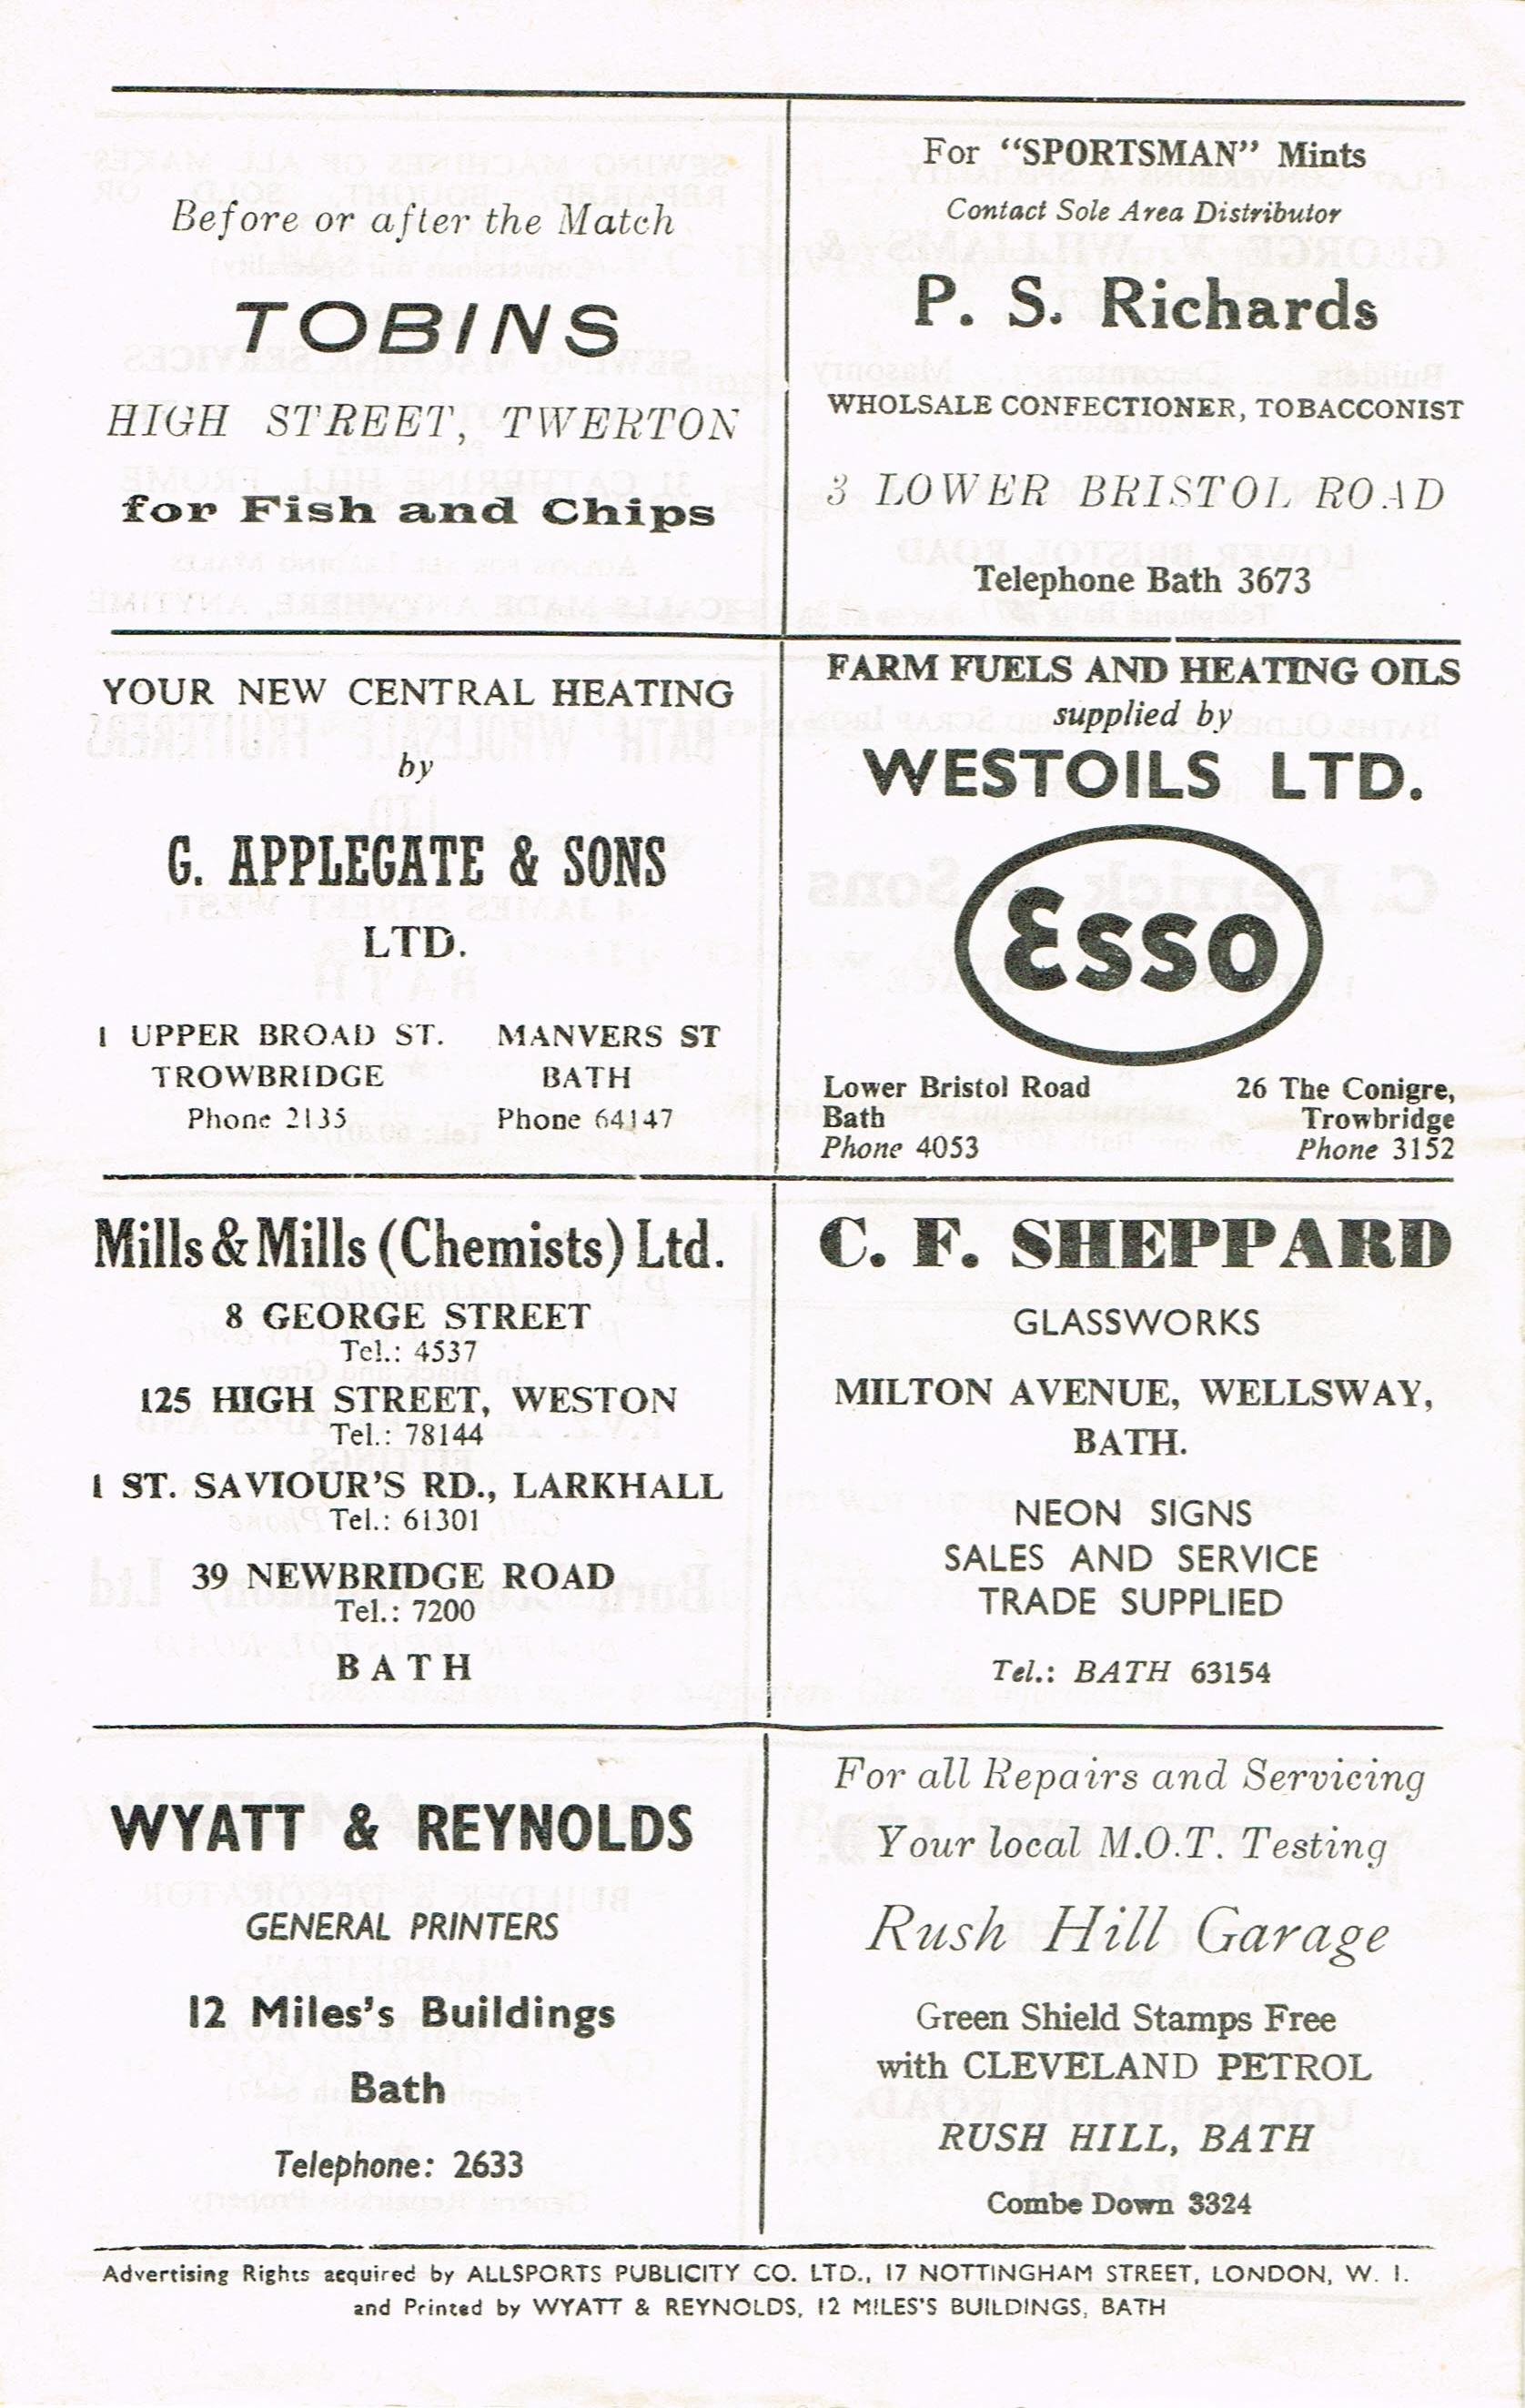 Before or after the Match
TOBINS
HIGH STREET, TWERTON
for Fish and Chips
For "SPORTSMAN" Mints
Contact Sole Area Distributor
P. S. Richards
WHOLSALE CONFECTIONER, TOBACCONIST
3 LOWER BRISTOL ROAD
Telephone Bath 3673
YOUR NEW CENTRAL HEATING
by
G. APPLEGATE & SONS
LTD.
1 UPPER BROAD ST.
TROWBRIDGE
Phone 2135
MANVERS ST
BATH
Phone 64147
FARM FUELS AND HEATING OILS
supplied by
WESTOILS LTD.
Esso
Lower Bristol Road
Bath
Phone 4053
26 The Conigre,
Trowbridge
Phone 3152
Mills & Mills (Chemists) Ltd.
8 GEORGE STREET
Tel.: 4537
125 HIGH STREET, WESTON
Tel.: 78144
1 ST. SAVIOUR'S RD., LARKHALL
Tel.: 61301
39 NEWBRIDGE ROAD
Tel.: 7200
BATH
C. F. SHEPPARD
GLASSWORKS
MILTON AVENUE, WELLSWAY,
BATH.
NEON SIGNS
SALES AND SERVICE
TRADE SUPPLIED
Tel.: BATH 63154
WYATT & REYNOLDS
GENERAL PRINTERS
12 Miles's Buildings
Bath
Telephone: 2633
For all Repairs and Servicing
Your local M.O.T. Testing
Rush Hill Garage
Green Shield Stamps Free
with CLEVELAND PETROL
RUSH HILL, BATH
Combe Down 3324
Advertising Rights acquired by ALLSPORTS PUBLICITY CO. LTD., 17 NOTTINGHAM STREET, LONDON, W. 1.
and Printed by WYATT & REYNOLDS, 12 MILES'S BUILDINGS, BATH